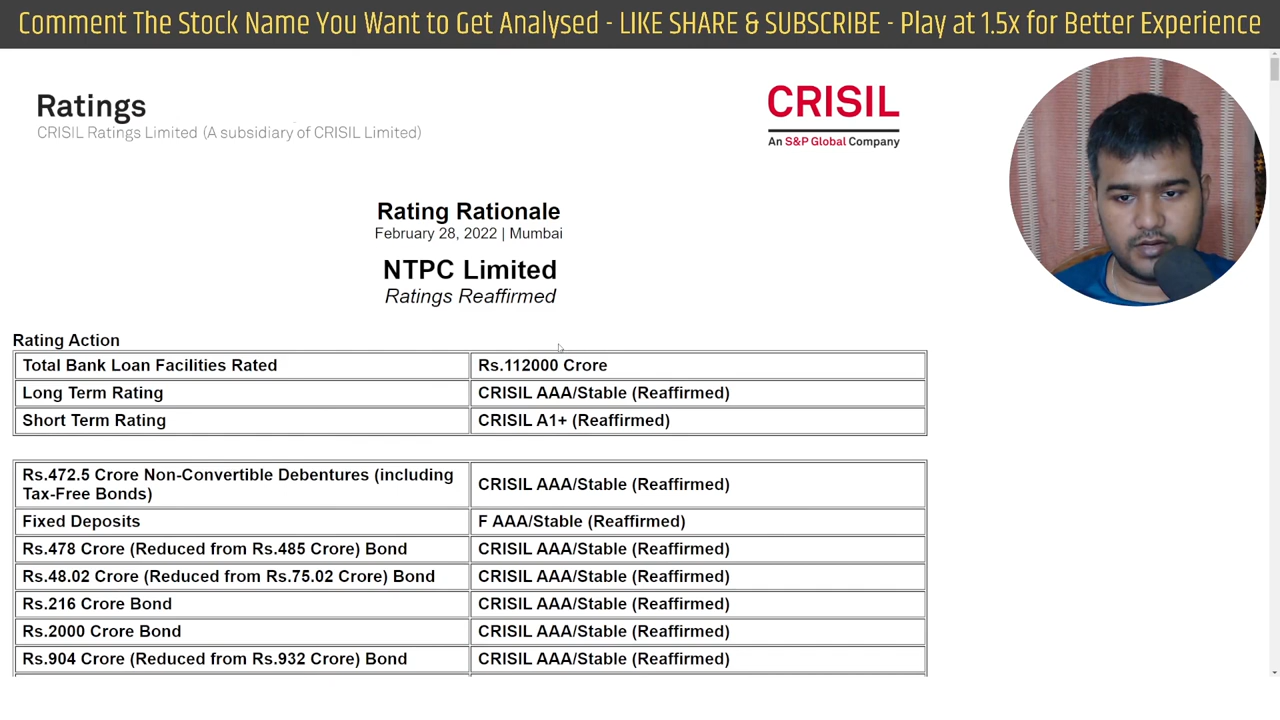 Comment The Stock Name You Want to Get Analysed - LIKE SHARE & SUBSCRIBE - Play at 1.5x for Better Experience
Ratings
CRISIL Ratings Limited (A subsidiary of CRISIL Limited)
CRISIL
An S&P Global Company
Rating Rationale
February 28, 2022 | Mumbai
NTPC Limited
Ratings Reaffirmed
Rating Action
Total Bank Loan Facilities Rated Rs.112000 Crore
Long Term Rating CRISIL AAA/Stable (Reaffirmed)
Short Term Rating CRISIL A1+ (Reaffirmed)
Rs.472.5 Crore Non-Convertible Debentures (including
Tax-Free Bonds) CRISIL AAA/Stable (Reaffirmed)
Fixed Deposits F AAA/Stable (Reaffirmed)
Rs.478 Crore (Reduced from Rs.485 Crore) Bond CRISIL AAA/Stable (Reaffirmed)
Rs.48.02 Crore (Reduced from Rs.75.02 Crore) Bond CRISIL AAA/Stable (Reaffirmed)
Rs.216 Crore Bond CRISIL AAA/Stable (Reaffirmed)
Rs.2000 Crore Bond CRISIL AAA/Stable (Reaffirmed)
Rs.904 Crore (Reduced from Rs.932 Crore) Bond CRISIL AAA/Stable (Reaffirmed)